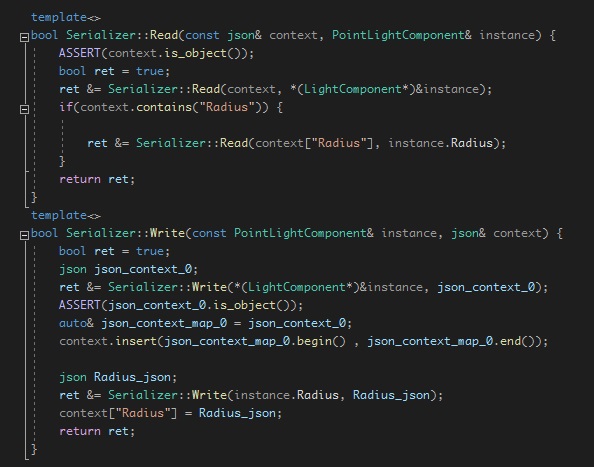 template<>
bool Serializer::Read(const json& context, PointLightComponent& instance) {
ASSERT(context.is_object());
bool ret = true;
ret &= Serializer::Read(context, *(LightComponent*)&instance);
if(context.contains("Radius")) {
ret &= Serializer::Read(context["Radius"], instance.Radius);
}
return ret;
}
template<>
bool Serializer::Write(const PointLightComponent& instance, json& context) {
bool ret = true;
json json_context_0;
ret &= Serializer::Write(*(LightComponent*)&instance, json_context_0);
ASSERT(json_context_0.is_object());
auto& json_context_map_0 = json_context_0;
context.insert(json_context_map_0.begin() , json_context_map_0.end());
json Radius_json;
ret &= Serializer::Write(instance.Radius, Radius_json);
context["Radius"] = Radius_json;
return ret;
}